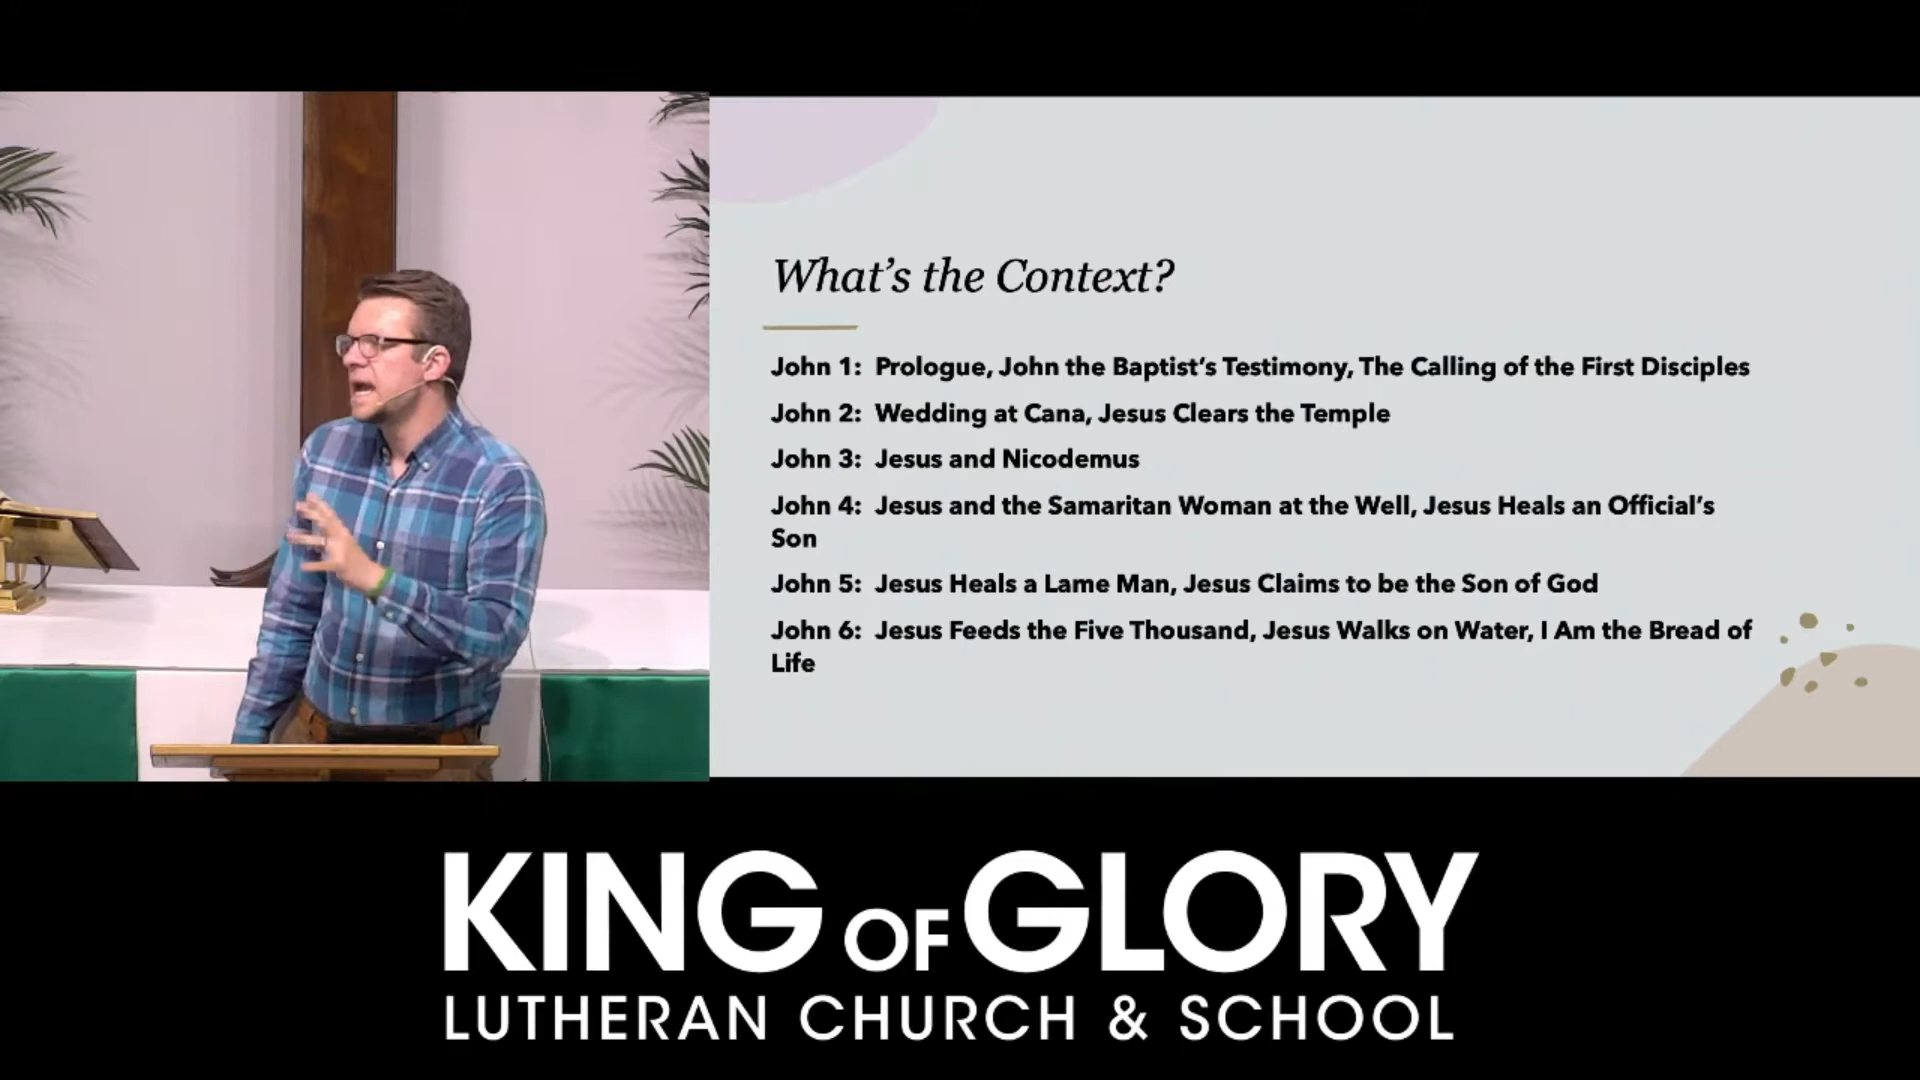 What's the Context?
John 1: Prologue, John the Baptist's Testimony, The Calling of the First Disciples
John 2: Wedding at Cana, Jesus Clears the Temple
John 3: Jesus and Nicodemus
John 4: Jesus and the Samaritan Woman at the Well, Jesus Heals an Official's
Son
John 5: Jesus Heals a Lame Man, Jesus Claims to be the Son of God
John 6: Jesus Feeds the Five Thousand, Jesus Walks on Water, I Am the Bread of
Life
KING OF GLORY
LUTHERAN CHURCH & SCHOOL